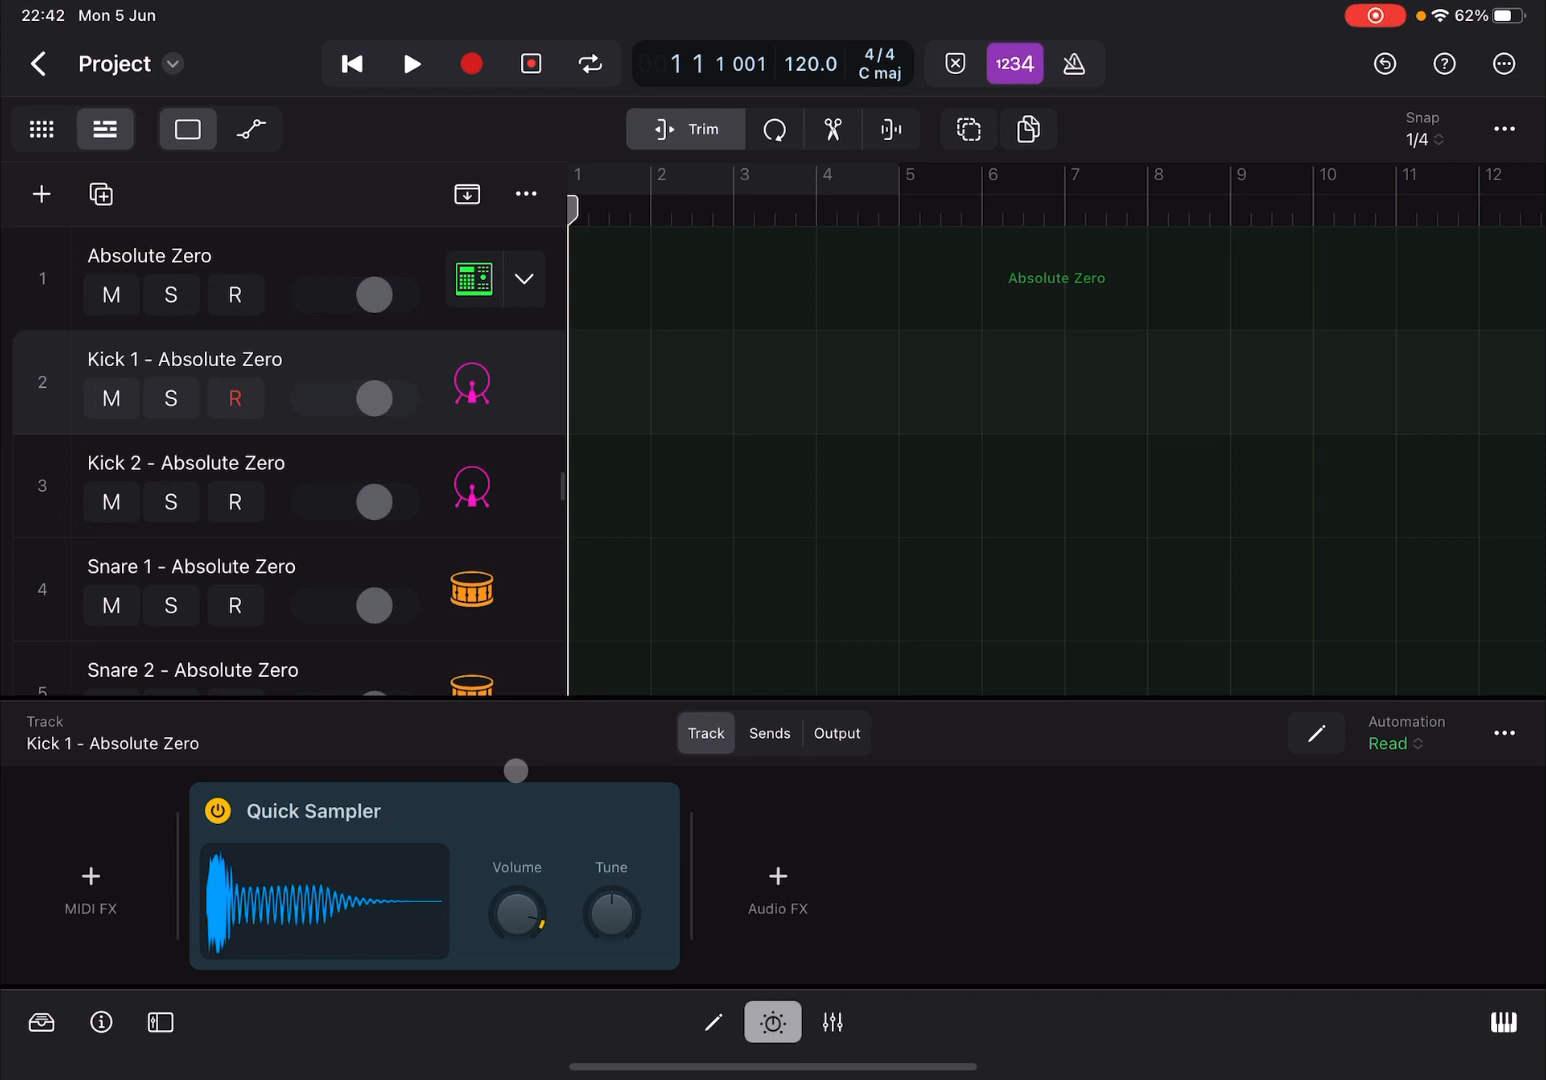 22:42 Mon 5 Jun
62%
Project
001 1 1 001
120.0
4/4
C maj
1234
Trim
Snap
1/4
1 2 3 4 5 6 7 8 9 10 11 12
1
Absolute Zero
M S R
Absolute Zero
2
Kick 1 - Absolute Zero
M S R
3
Kick 2 - Absolute Zero
M S R
4
Snare 1 - Absolute Zero
M S R
5
Snare 2 - Absolute Zero
Track
Kick 1 - Absolute Zero
Track Sends Output
Automation
Read
Quick Sampler
Volume Tune
MIDI FX
Audio FX